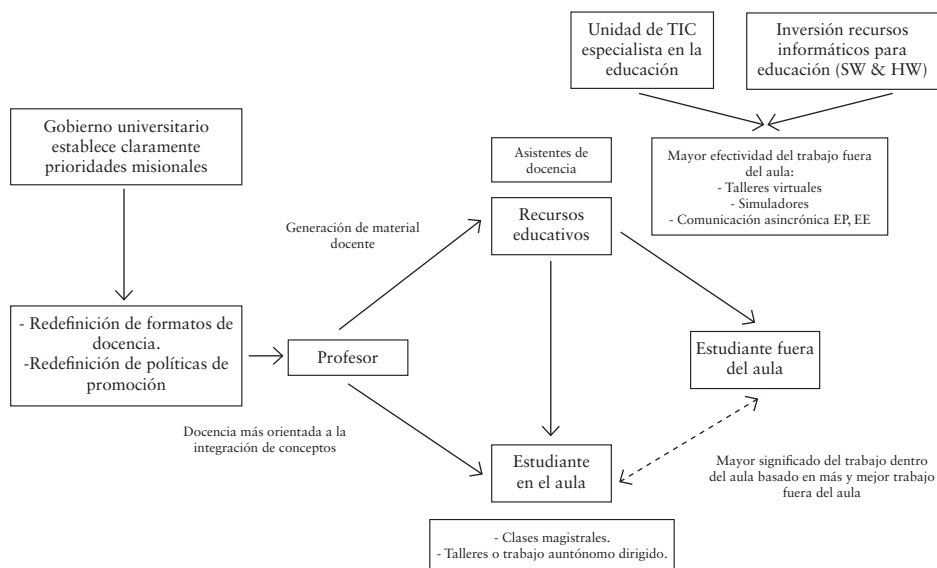 Unidad de TIC
especialista en la
educación
Inversión recursos
informáticos para
educación (SW & HW)
Gobierno universitario
establece claramente
prioridades misionales
Asistentes de
docencia
Mayor efectividad del trabajo fuera
del aula:
- Talleres virtuales
- Simuladores
- Comunicación asincrónica EP, EE
Generación de material
docente
Recursos
educativos
- Redefinición de formatos de
docencia.
-Redefinición de políticas de
promoción
Profesor
Estudiante fuera
del aula
Docencia más orientada a la
integración de conceptos
Estudiante
en el aula
Mayor significado del trabajo dentro
del aula basado en más y mejor trabajo
fuera del aula
- Clases magistrales.
- Talleres o trabajo auntónomo dirigido.